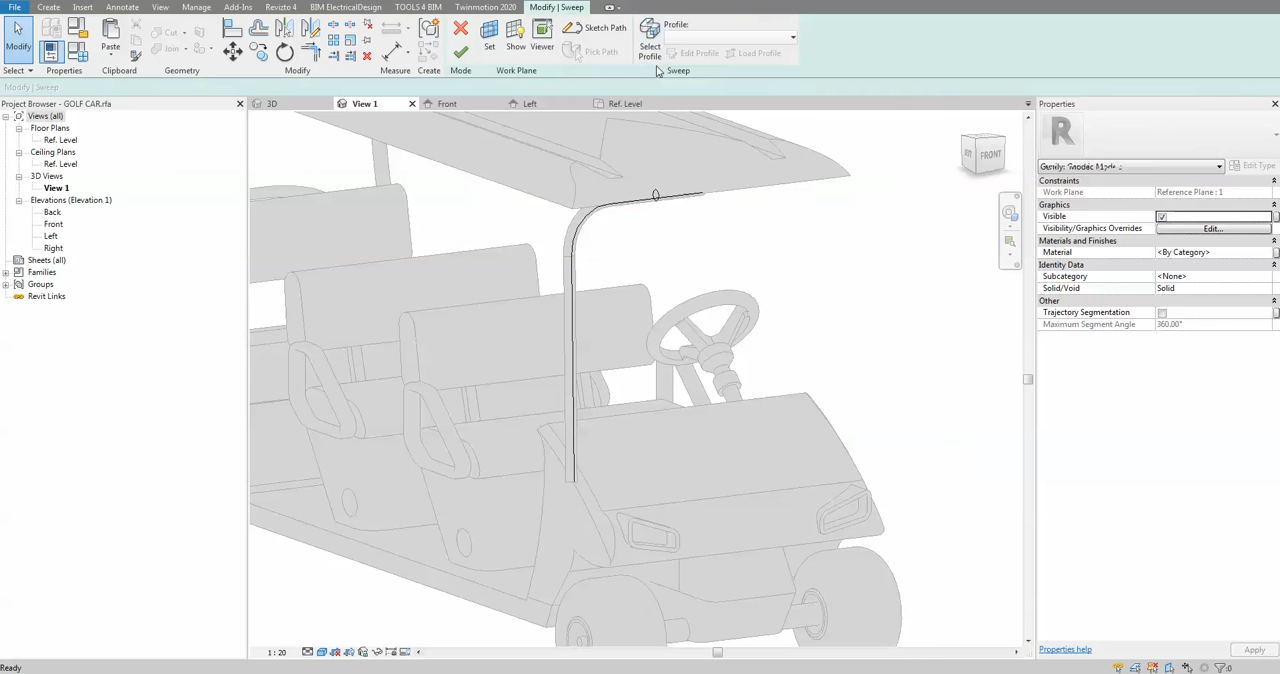 File Create Insert Annotate View Manage Add-Ins Revizto 4 BIM ElectricalDesign TOOLS 4 BIM Twinmotion 2020 Modify | Sweep
Modify
Paste
Cut
Join
Set Show Viewer
Sketch Path
Pick Path
Select Profile
Profile:
Edit Profile Load Profile
Select Properties Clipboard Geometry Modify Measure Create Mode Work Plane Sweep
Modify | Sweep
Project Browser - GOLF CAR.rfa
3D View 1 Front Left Ref. Level
Properties
Views (all)
Floor Plans
Ref. Level
Ceiling Plans
Ref. Level
3D Views
View 1
Elevations (Elevation 1)
Back
Front
Left
Right
Sheets (all)
Families
Groups
Revit Links
FRONT
R
Edit Type
Constraints
Work Plane Reference Plane : 1
Graphics
Visible
Visibility/Graphics Overrides Edit...
Materials and Finishes
Material <By Category>
Identity Data
Subcategory <None>
Solid/Void Solid
Other
Trajectory Segmentation
Maximum Segment Angle 360.00°
1 : 20
Properties help Apply
Ready
:0